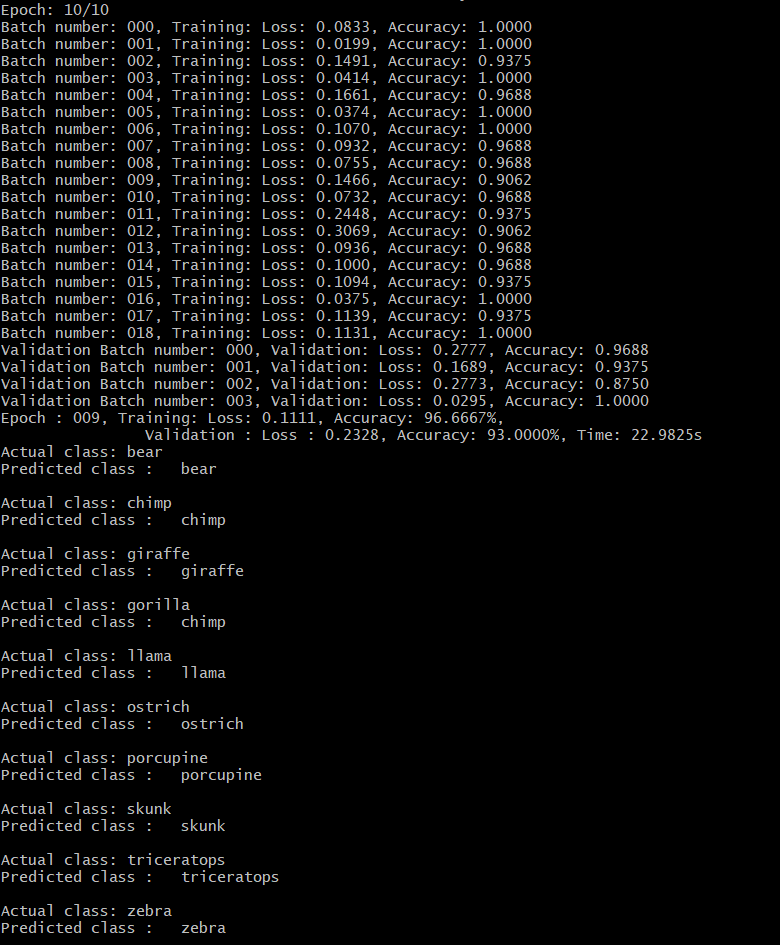 Epoch: 10/10
Batch number: 000, Training: Loss: 0.0833, Accuracy: 1.0000
Batch number: 001, Training: Loss: 0.0199, Accuracy: 1.0000
Batch number: 002, Training: Loss: 0.1491, Accuracy: 0.9375
Batch number: 003, Training: Loss: 0.0414, Accuracy: 1.0000
Batch number: 004, Training: Loss: 0.1661, Accuracy: 0.9688
Batch number: 005, Training: Loss: 0.0374, Accuracy: 1.0000
Batch number: 006, Training: Loss: 0.1070, Accuracy: 1.0000
Batch number: 007, Training: Loss: 0.0932, Accuracy: 0.9688
Batch number: 008, Training: Loss: 0.0755, Accuracy: 0.9688
Batch number: 009, Training: Loss: 0.1466, Accuracy: 0.9062
Batch number: 010, Training: Loss: 0.0732, Accuracy: 0.9688
Batch number: 011, Training: Loss: 0.2448, Accuracy: 0.9375
Batch number: 012, Training: Loss: 0.3069, Accuracy: 0.9062
Batch number: 013, Training: Loss: 0.0936, Accuracy: 0.9688
Batch number: 014, Training: Loss: 0.1000, Accuracy: 0.9688
Batch number: 015, Training: Loss: 0.1094, Accuracy: 0.9375
Batch number: 016, Training: Loss: 0.0375, Accuracy: 1.0000
Batch number: 017, Training: Loss: 0.1139, Accuracy: 0.9375
Batch number: 018, Training: Loss: 0.1131, Accuracy: 1.0000
Validation Batch number: 000, Validation: Loss: 0.2777, Accuracy: 0.9688
Validation Batch number: 001, Validation: Loss: 0.1689, Accuracy: 0.9375
Validation Batch number: 002, Validation: Loss: 0.2773, Accuracy: 0.8750
Validation Batch number: 003, Validation: Loss: 0.0295, Accuracy: 1.0000
Epoch : 009, Training: Loss: 0.1111, Accuracy: 96.6667%,
Validation : Loss : 0.2328, Accuracy: 93.0000%, Time: 22.9825s
Actual class: bear
Predicted class :   bear
Actual class: chimp
Predicted class :   chimp
Actual class: giraffe
Predicted class :   giraffe
Actual class: gorilla
Predicted class :   chimp
Actual class: llama
Predicted class :   llama
Actual class: ostrich
Predicted class :   ostrich
Actual class: porcupine
Predicted class :   porcupine
Actual class: skunk
Predicted class :   skunk
Actual class: triceratops
Predicted class :   triceratops
Actual class: zebra
Predicted class :   zebra